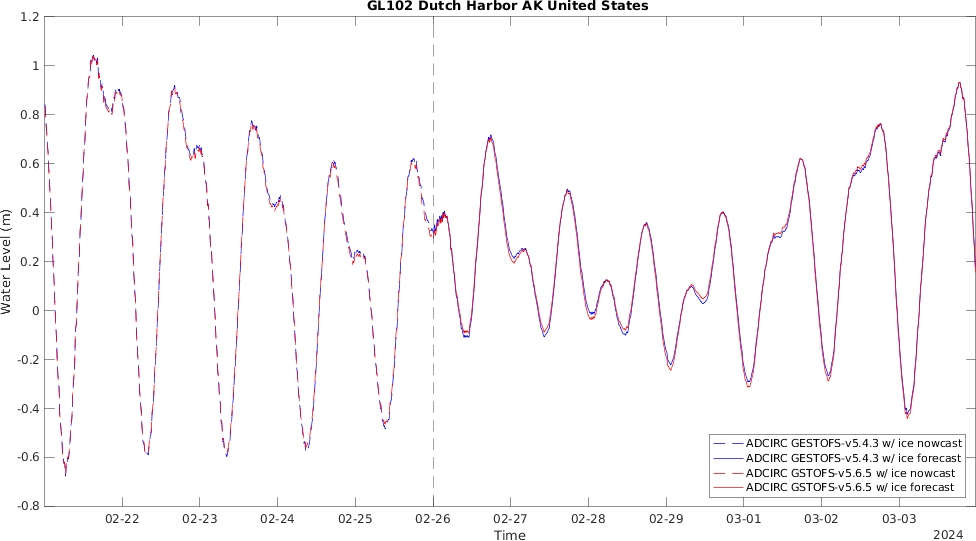 GL102 Dutch Harbor AK United States
1.2
1
0.8
0.6
0.4
0.2
0
-0.2
-0.4
-0.6
-0.8
Water Level (m)
ADCIRC GESTOFS-v5.4.3 w/ ice nowcast
ADCIRC GESTOFS-v5.4.3 w/ ice forecast
ADCIRC GSTOFS-v5.6.5 w/ ice nowcast
ADCIRC GSTOFS-v5.6.5 w/ ice forecast
02-22 02-23 02-24 02-25 02-26 02-27 02-28 02-29 03-01 03-02 03-03
Time
2024